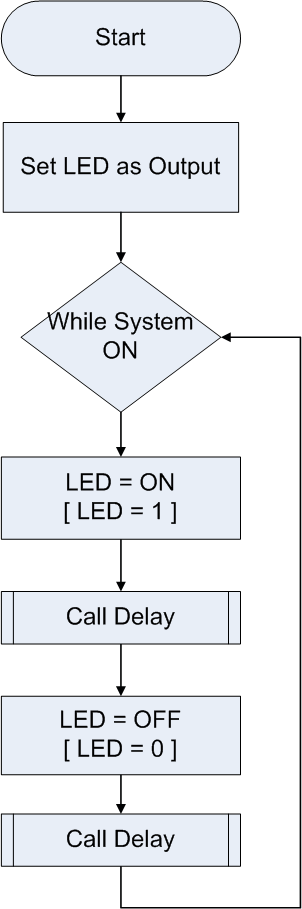 Start
Set LED as Output
While System
ON
LED = ON
[ LED = 1 ]
Call Delay
LED = OFF
[ LED = 0 ]
Call Delay